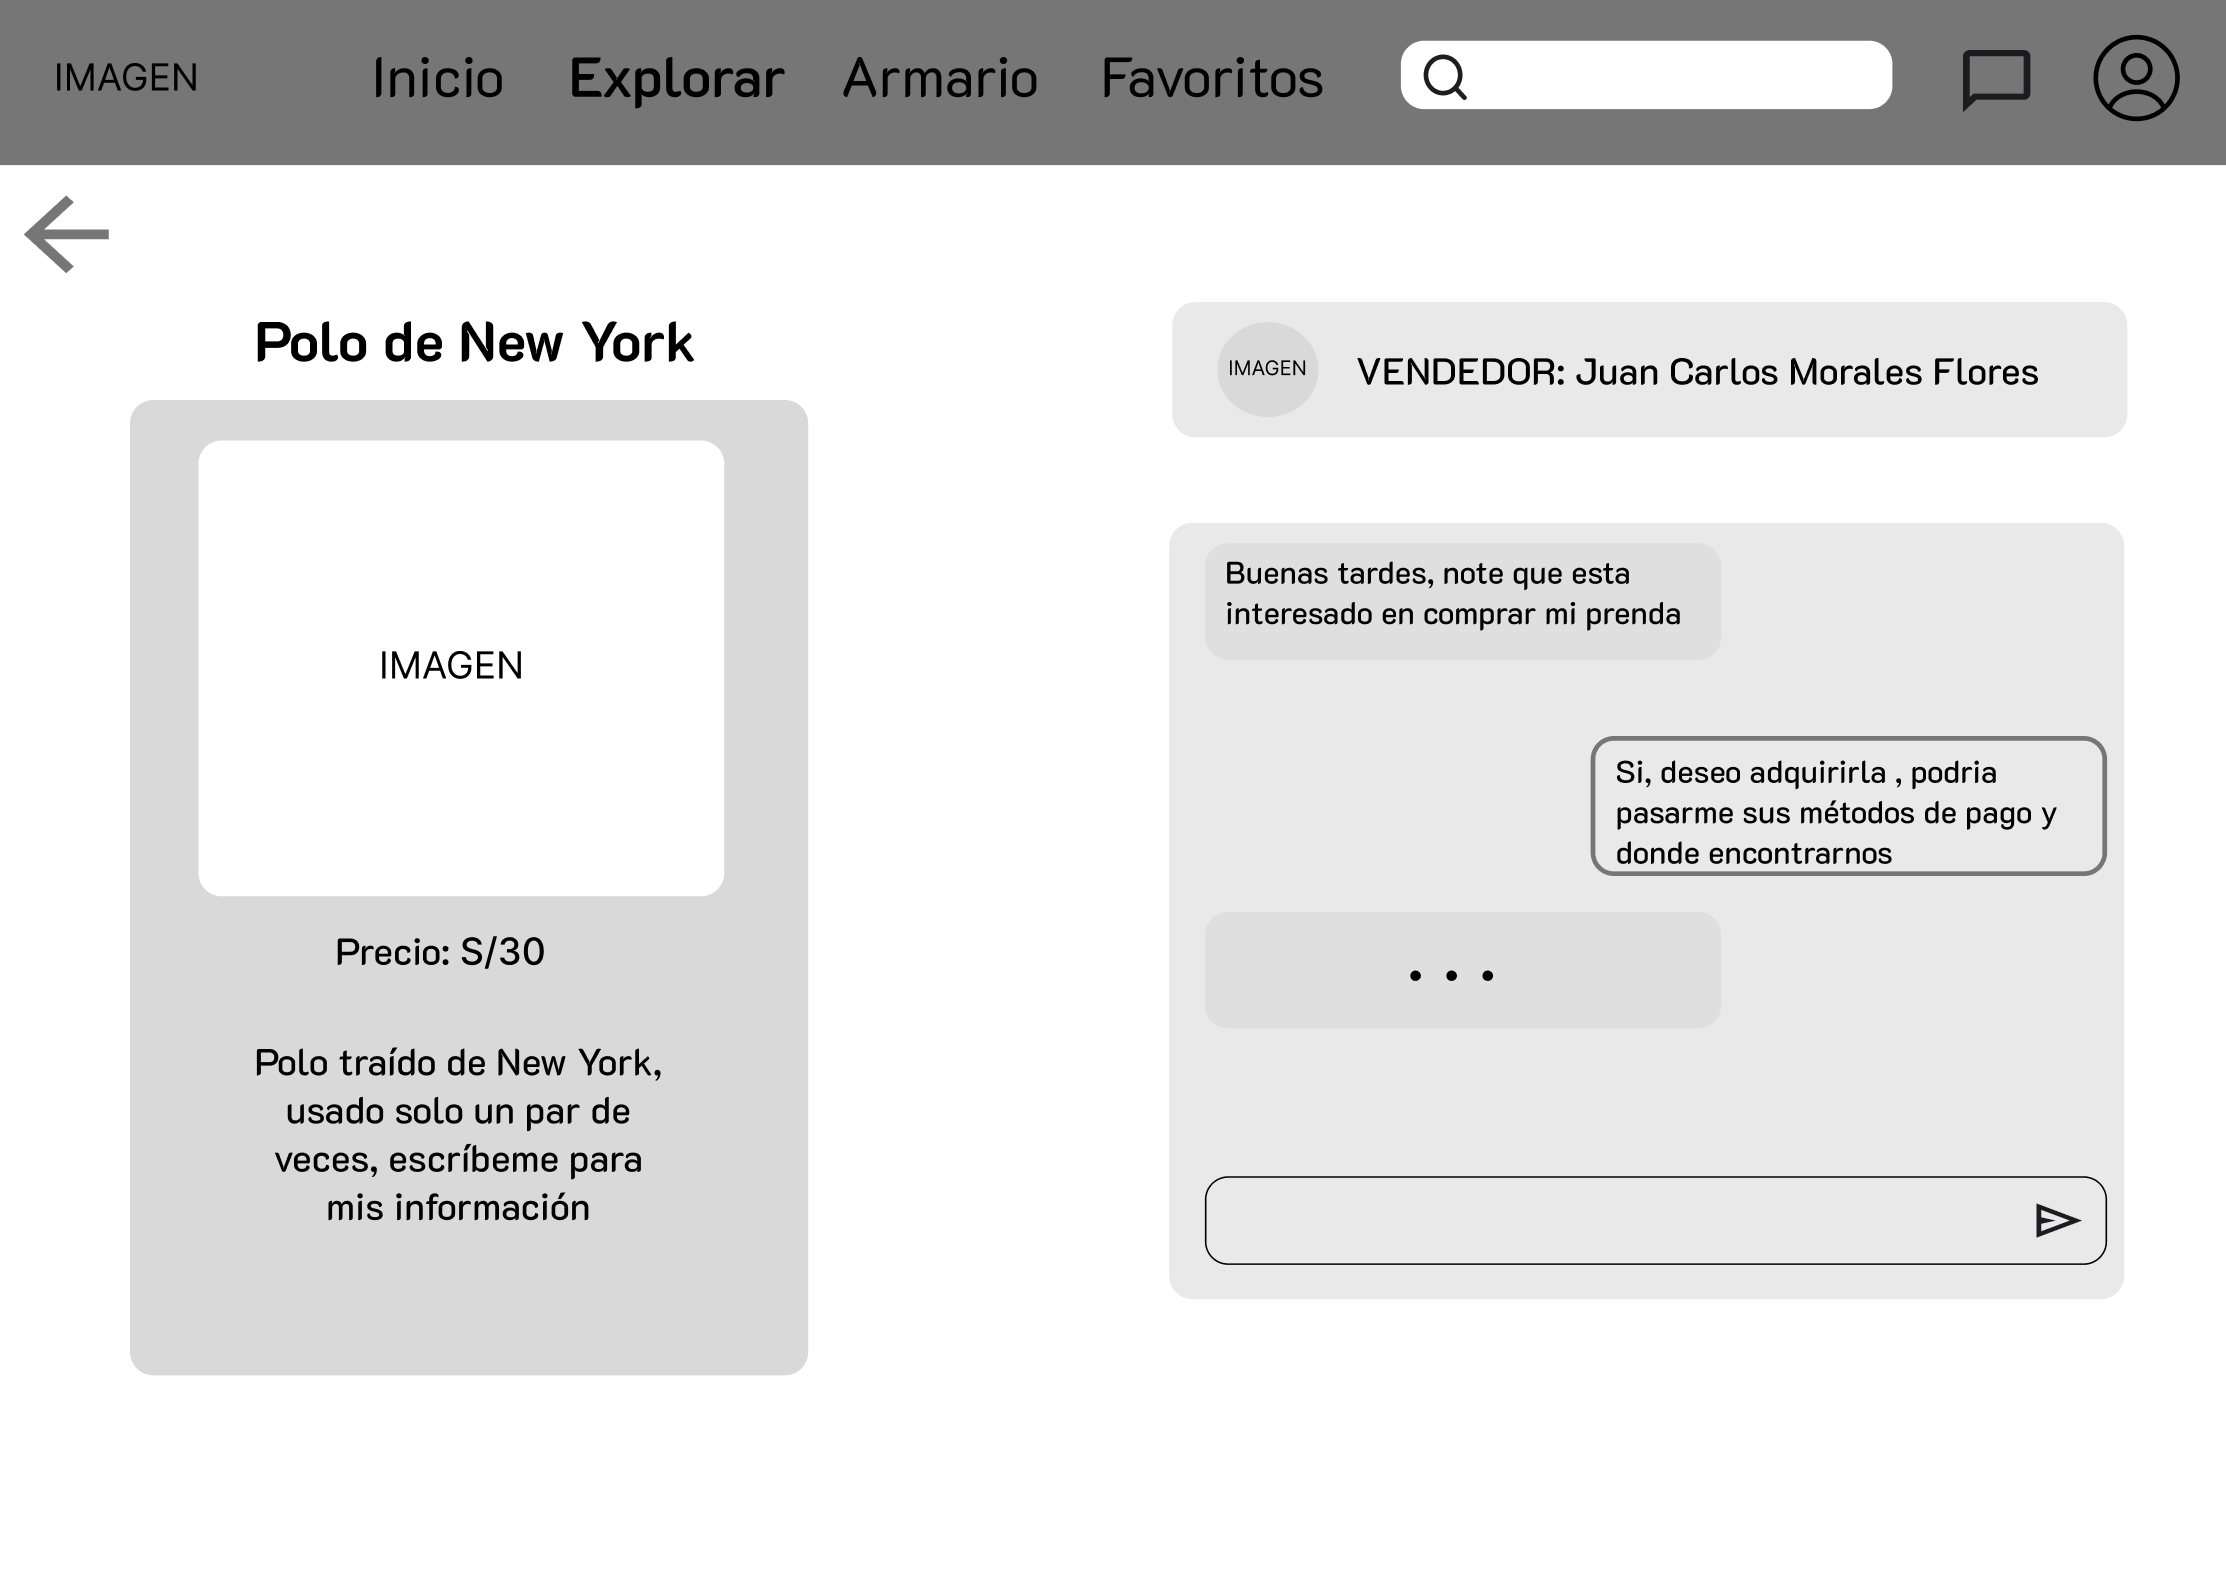 IMAGEN
Inicio
Explorar
Armario
Favoritos
Polo de New York
IMAGEN
Precio: S/30
Polo traído de New York,
usado solo un par de
veces, escríbeme para
mis información
IMAGEN
VENDEDOR: Juan Carlos Morales Flores
Buenas tardes, note que esta
interesado en comprar mi prenda
Si, deseo adquirirla , podria
pasarme sus métodos de pago y
donde encontrarnos
. . .